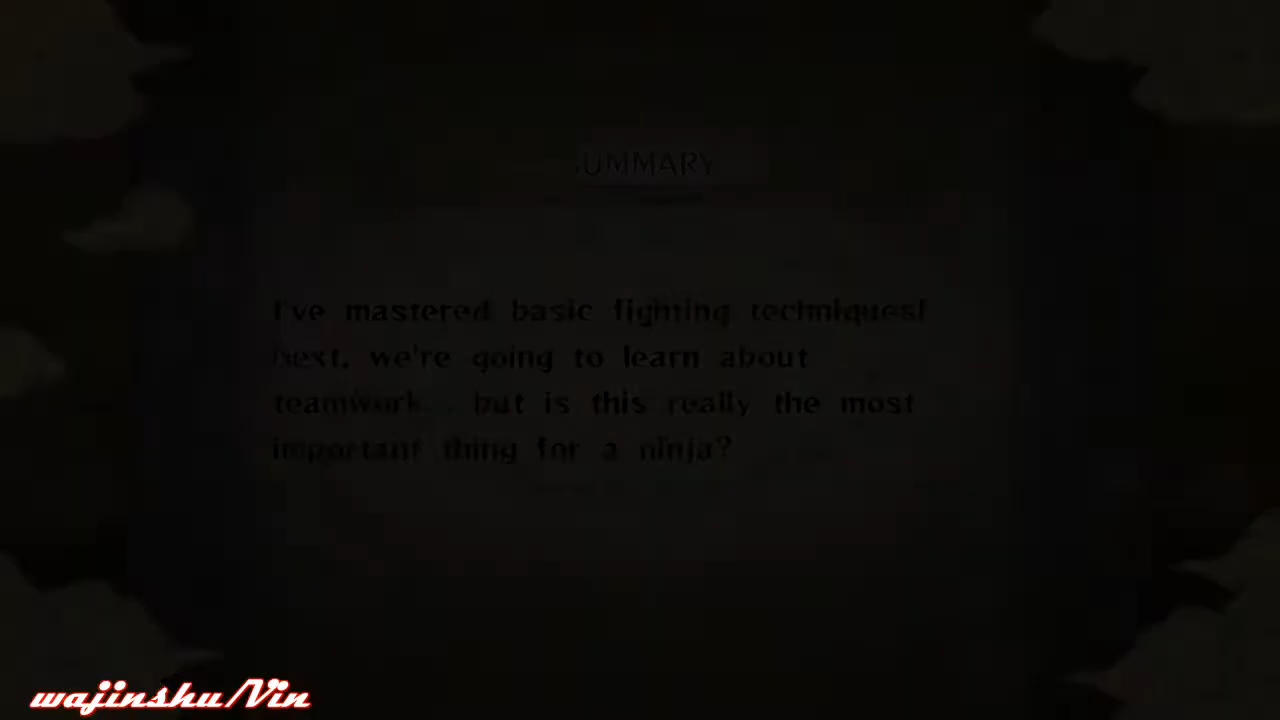 SUMMARY
I've mastered basic fighting techniques!
Next, we're going to learn about
teamwork... but is this really the most
important thing for a ninja?
wajinshu/Vin